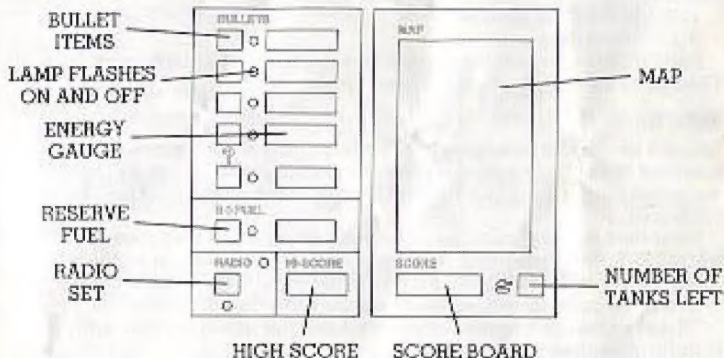 BULLET
ITEMS
LAMP FLASHES
ON AND OFF
ENERGY
GAUGE
RESERVE
FUEL
RADIO
SET
BULLETS
R-FUEL
RADIO
HI-SCORE
HIGH SCORE
MAP
SCORE
SCORE BOARD
MAP
NUMBER OF
TANKS LEFT